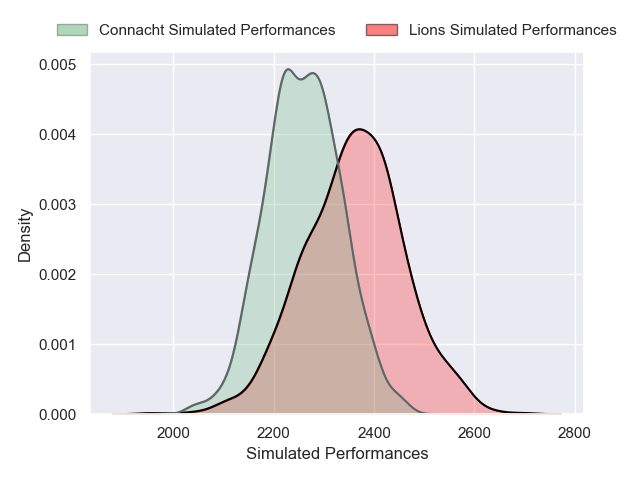 Connacht Simulated Performances Lions Simulated Performances
0.005
0.004
0.003
0.002
0.001
0.000
Density
2000 2200 2400 2600 2800
Simulated Performances